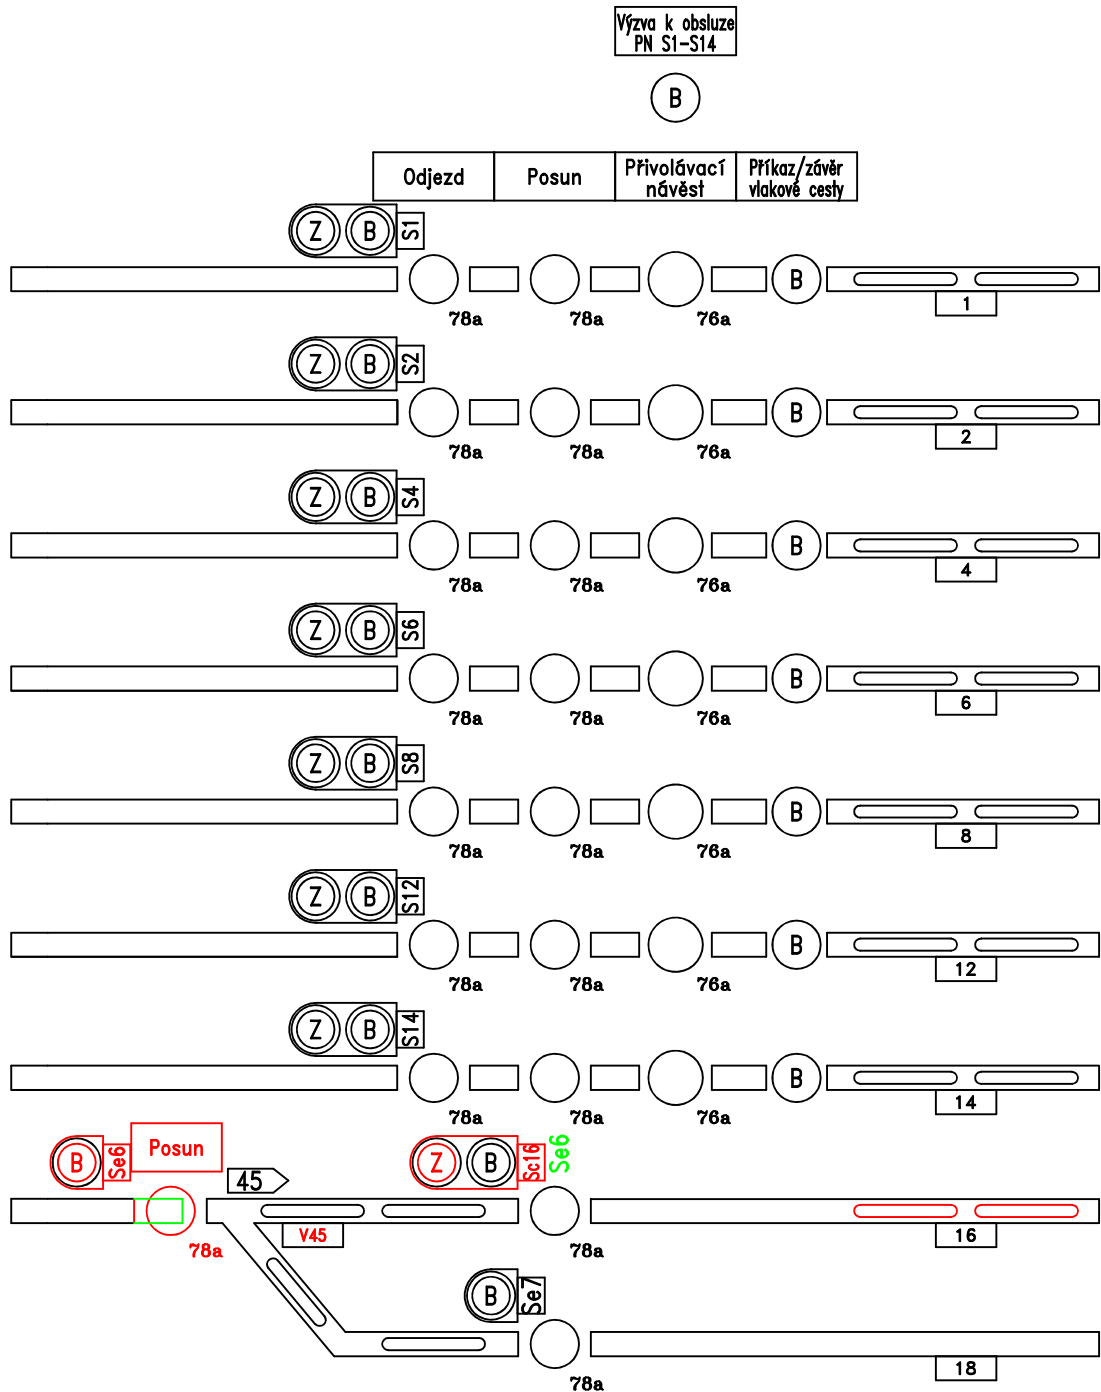 Výzva k obsluze
PN S1-S14
B
Odjezd Posun Přivolávací návěst Příkaz/závěr vlakové cesty
Z B S1
B
78a 78a 76a 1
Z B S2
B
78a 78a 76a 2
Z B S4
B
78a 78a 76a 4
Z B S6
B
78a 78a 76a 6
Z B S8
B
78a 78a 76a 8
Z B S12
B
78a 78a 76a 12
Z B S14
B
78a 78a 76a 14
B Se6 Posun Z B Sc16 Se6
45
78a V45 78a 16
B Se7
78a 18